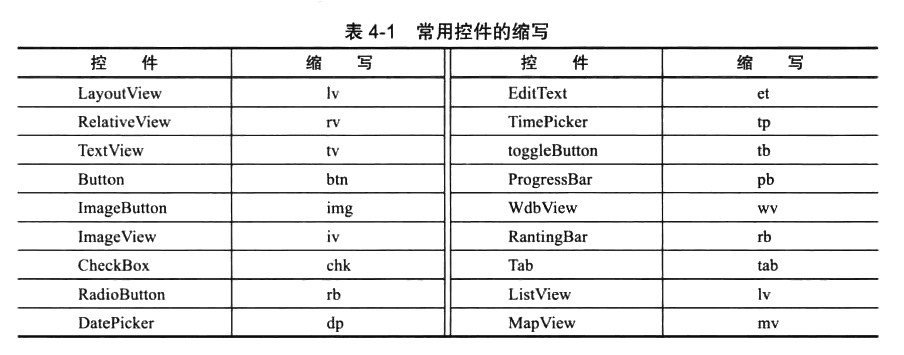 表 4-1 常用控件的缩写
控 件 缩 写 控 件 缩 写
LayoutView lv EditText et
RelativeView rv TimePicker tp
TextView tv toggleButton tb
Button btn ProgressBar pb
ImageButton img WdbView wv
ImageView iv RantingBar rb
CheckBox chk Tab tab
RadioButton rb ListView lv
DatePicker dp MapView mv